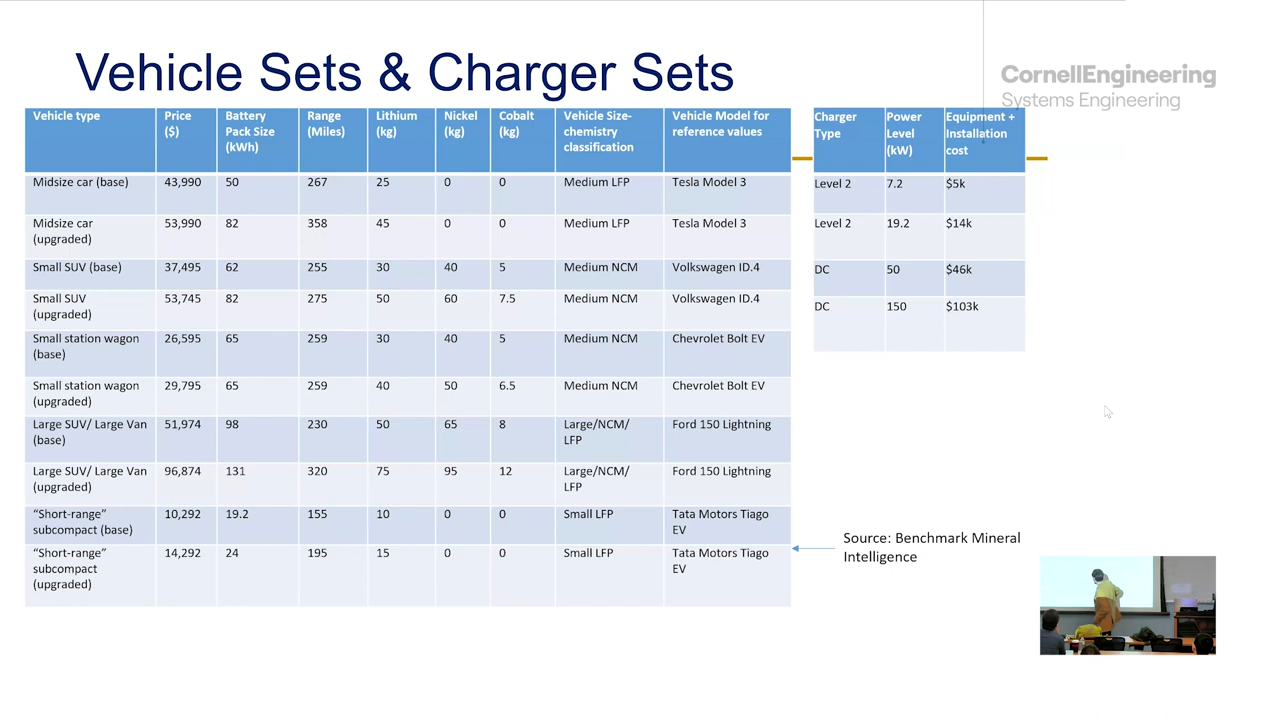 Vehicle Sets & Charger Sets
CornellEngineering
Systems Engineering
Vehicle type Price ($) Battery Pack Size (kWh) Range (Miles) Lithium (kg) Nickel (kg) Cobalt (kg) Vehicle Size-chemistry classification Vehicle Model for reference values
Midsize car (base) 43,990 50 267 25 0 0 Medium LFP Tesla Model 3
Midsize car (upgraded) 53,990 82 358 45 0 0 Medium LFP Tesla Model 3
Small SUV (base) 37,495 62 255 30 40 5 Medium NCM Volkswagen ID.4
Small SUV (upgraded) 53,745 82 275 50 60 7.5 Medium NCM Volkswagen ID.4
Small station wagon (base) 26,595 65 259 30 40 5 Medium NCM Chevrolet Bolt EV
Small station wagon (upgraded) 29,795 65 259 40 50 6.5 Medium NCM Chevrolet Bolt EV
Large SUV/ Large Van (base) 51,974 98 230 50 65 8 Large/NCM/ LFP Ford 150 Lightning
Large SUV/ Large Van (upgraded) 96,874 131 320 75 95 12 Large/NCM/ LFP Ford 150 Lightning
“Short-range” subcompact (base) 10,292 19.2 155 10 0 0 Small LFP Tata Motors Tiago EV
“Short-range” subcompact (upgraded) 14,292 24 195 15 0 0 Small LFP Tata Motors Tiago EV
Charger Type Power Level (kW) Equipment + Installation cost
Level 2 7.2 $5k
Level 2 19.2 $14k
DC 50 $46k
DC 150 $103k
Source: Benchmark Mineral
Intelligence